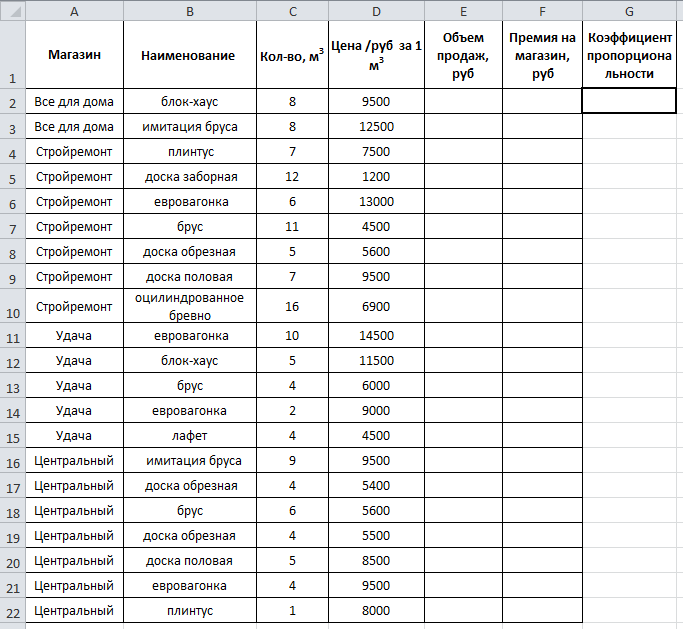 A B C D E F G
1 Магазин Наименование Кол-во, м³ Цена /руб за 1 м³ Объем продаж, руб Премия на магазин, руб Коэффициент пропорциона льности
2 Все для дома блок-хаус 8 9500
3 Все для дома имитация бруса 8 12500
4 Стройремонт плинтус 7 7500
5 Стройремонт доска заборная 12 1200
6 Стройремонт евровагонка 6 13000
7 Стройремонт брус 11 4500
8 Стройремонт доска обрезная 5 5600
9 Стройремонт доска половая 7 9500
10 Стройремонт оцилиндрованное бревно 16 6900
11 Удача евровагонка 10 14500
12 Удача блок-хаус 5 11500
13 Удача брус 4 6000
14 Удача евровагонка 2 9000
15 Удача лафет 4 4500
16 Центральный имитация бруса 9 9500
17 Центральный доска обрезная 4 5400
18 Центральный брус 6 5600
19 Центральный доска обрезная 4 5500
20 Центральный доска половая 5 8500
21 Центральный евровагонка 4 9500
22 Центральный плинтус 1 8000